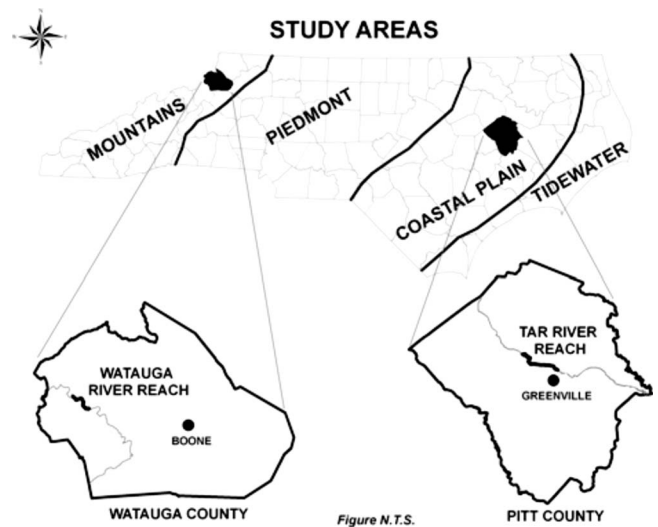 STUDY AREAS
MOUNTAINS
PIEDMONT
COASTAL PLAIN
TIDEWATER
WATAUGA
RIVER REACH
BOONE
WATAUGA COUNTY
TAR RIVER
REACH
GREENVILLE
PITT COUNTY
Figure N.T.S.